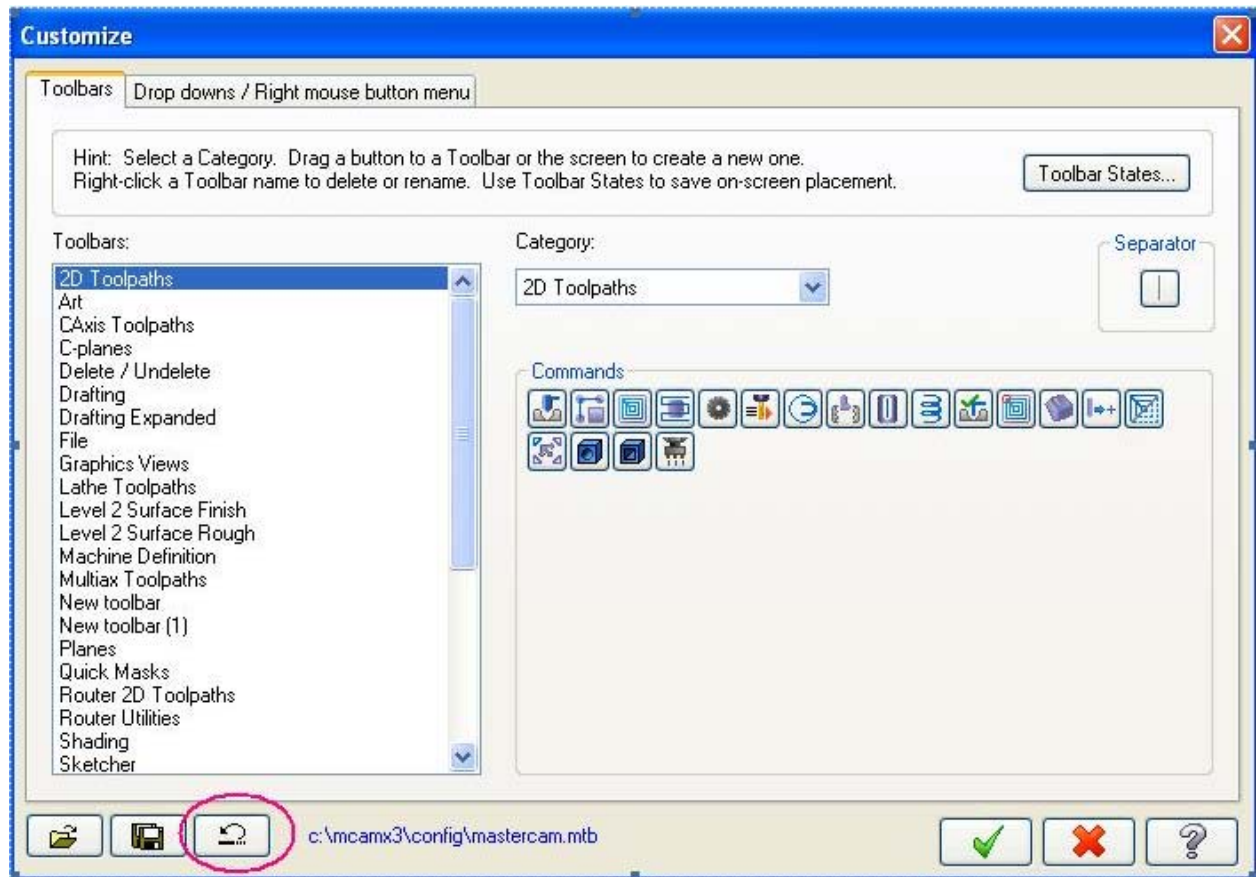 Customize
Toolbars
Drop downs / Right mouse button menu
Hint: Select a Category. Drag a button to a Toolbar or the screen to create a new one.
Right-click a Toolbar name to delete or rename. Use Toolbar States to save on-screen placement.
Toolbar States...
Toolbars:
2D Toolpaths
Art
CAxis Toolpaths
C-planes
Delete / Undelete
Drafting
Drafting Expanded
File
Graphics Views
Lathe Toolpaths
Level 2 Surface Finish
Level 2 Surface Rough
Machine Definition
Multiax Toolpaths
New toolbar
New toolbar (1)
Planes
Quick Masks
Router 2D Toolpaths
Router Utilities
Shading
Sketcher
Category:
2D Toolpaths
Separator
Commands
c:\mcamx3\config\mastercam.mtb